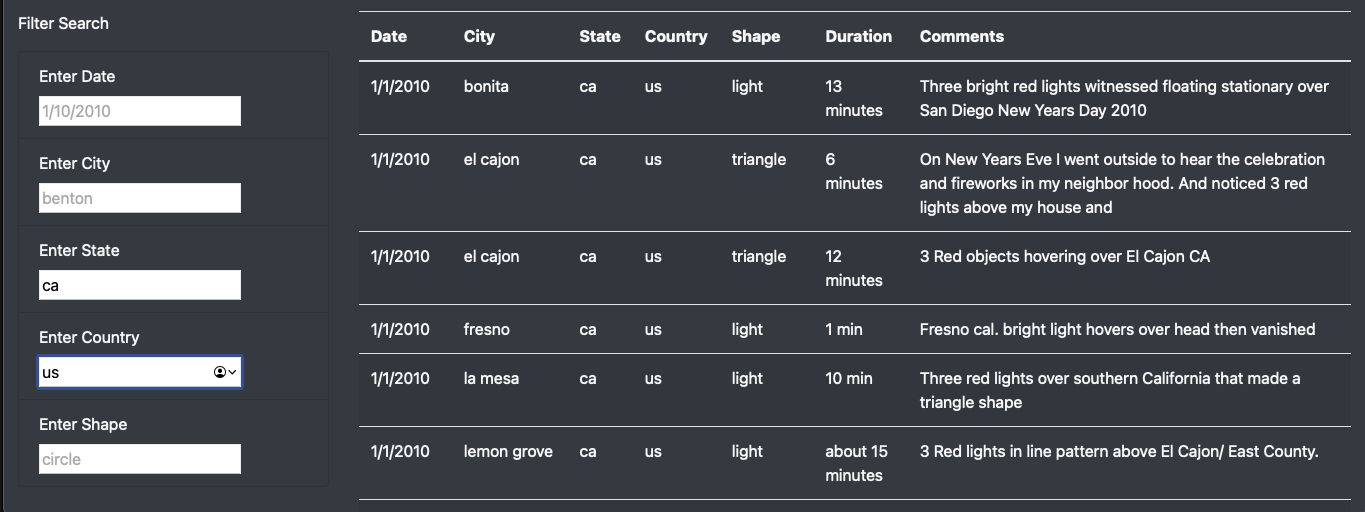 Filter Search
Enter Date
1/10/2010
Enter City
benton
Enter State
ca
Enter Country
us
Enter Shape
circle
Date City State Country Shape Duration Comments
1/1/2010 bonita ca us light 13 Three bright red lights witnessed floating stationary over
minutes San Diego New Years Day 2010
1/1/2010 el cajon ca us triangle 6 On New Years Eve I went outside to hear the celebration
minutes and fireworks in my neighbor hood. And noticed 3 red
lights above my house and
1/1/2010 el cajon ca us triangle 12 3 Red objects hovering over El Cajon CA
minutes
1/1/2010 fresno ca us light 1 min Fresno cal. bright light hovers over head then vanished
1/1/2010 la mesa ca us light 10 min Three red lights over southern California that made a
triangle shape
1/1/2010 lemon grove ca us light about 15 3 Red lights in line pattern above El Cajon/ East County.
minutes